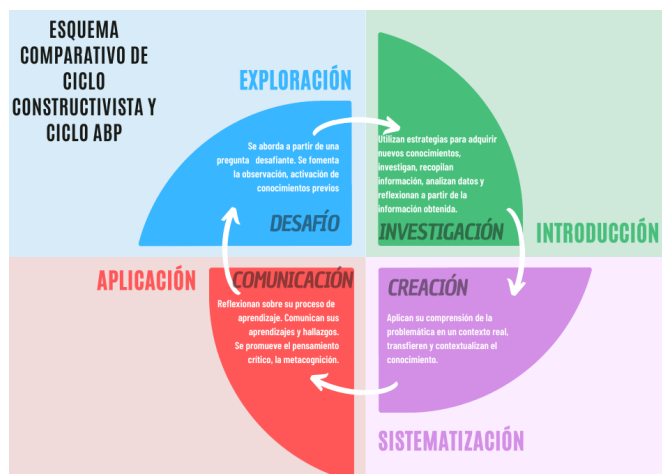 ESQUEMA
COMPARATIVO DE
CICLO
CONSTRUCTIVISTA Y
CICLO ABP
EXPLORACIÓN
Se aborda a partir de una
pregunta desafiante. Se fomenta
la observación, activación de
conocimientos previos
DESAFÍO
Utilizan estrategias para adquirir
nuevos conocimientos,
investigan, recopilan
información, analizan datos y
reflexionan a partir de la
información obtenida.
INVESTIGACIÓN
INTRODUCCIÓN
APLICACIÓN
COMUNICACIÓN
Reflexionan sobre su proceso de
aprendizaje. Comunican sus
aprendizajes y hallazgos.
Se promueve el pensamiento
crítico, la metacognición.
CREACIÓN
Aplican su comprensión de la
problemática en un contexto real,
transfieren y contextualizan el
conocimiento.
SISTEMATIZACIÓN